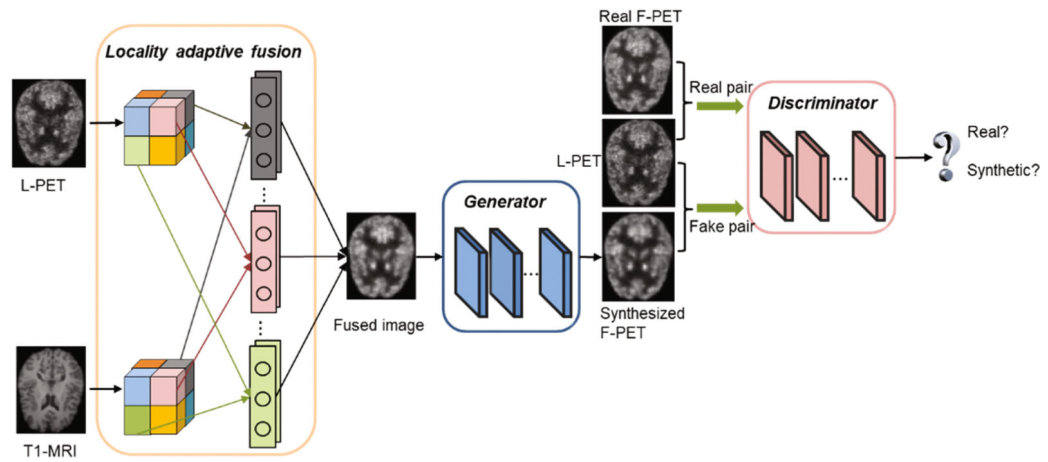 Real F-PET
Locality adaptive fusion
Real pair
Discriminator
Real?
L-PET
L-PET
Synthetic?
Generator
Fake pair
Fused image
Synthesized
F-PET
T1-MRI